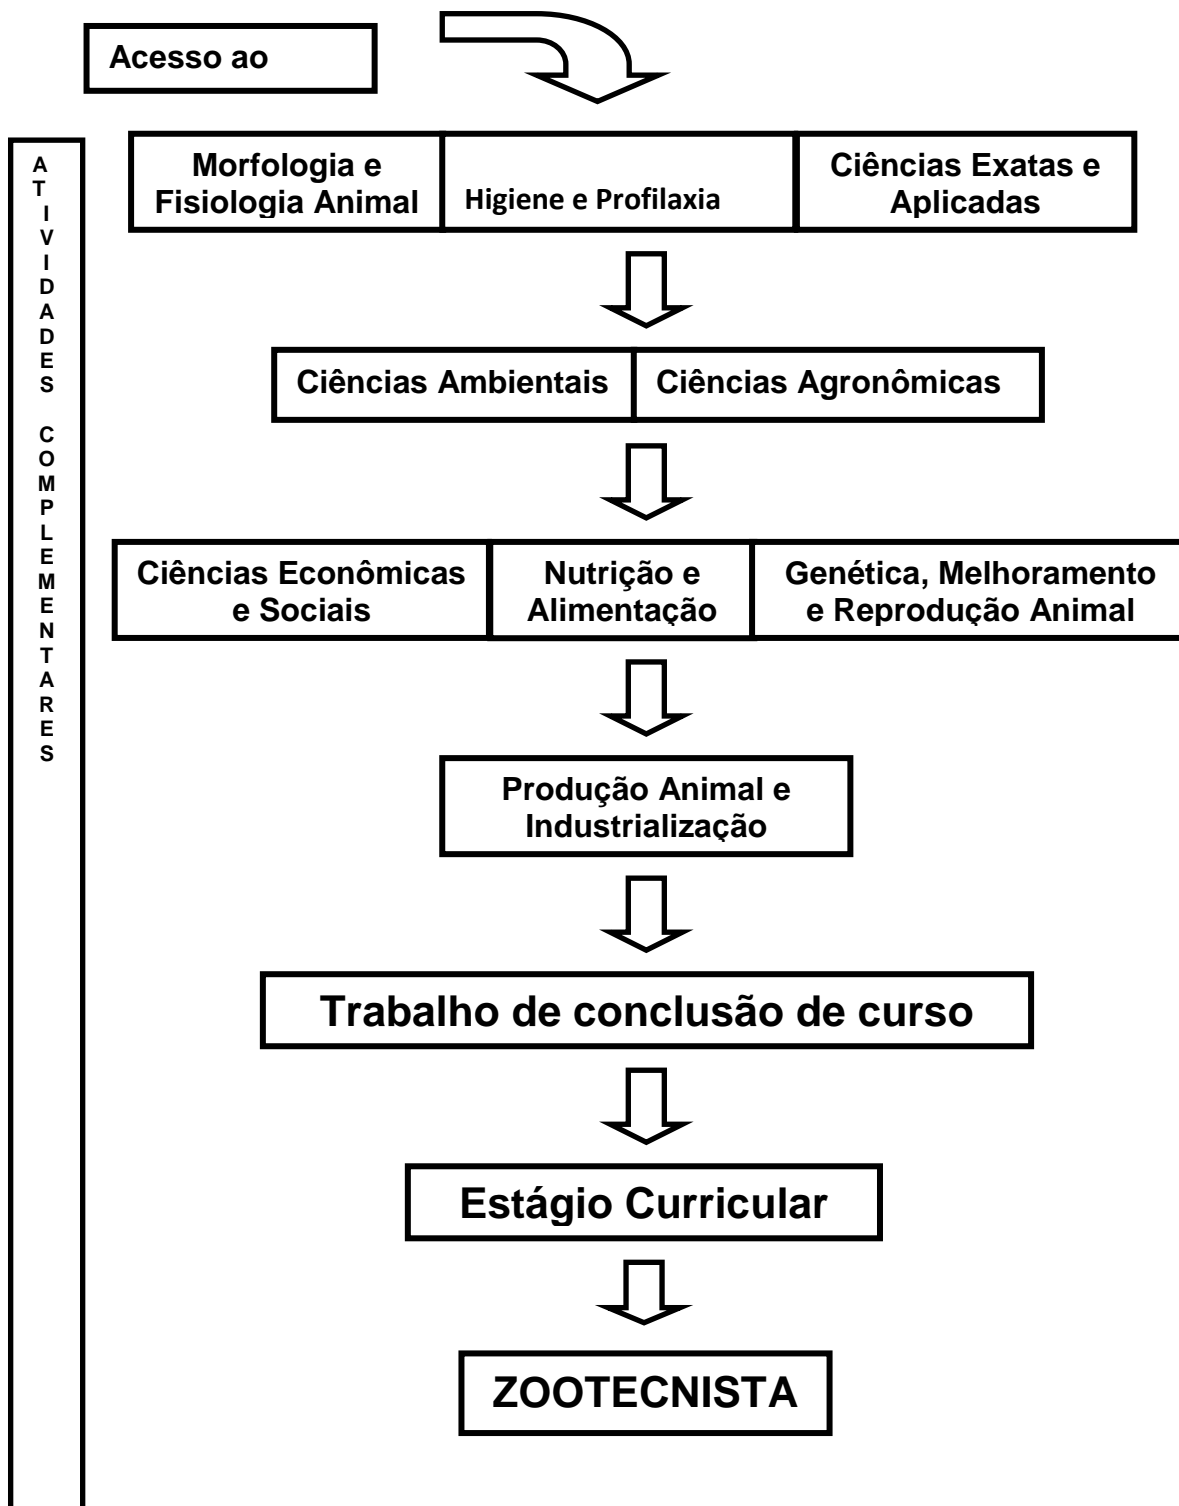 Acesso ao
ATIVIDADES COMPLEMENTARES
Morfologia e
Fisiologia Animal
Higiene e Profilaxia
Ciências Exatas e
Aplicadas
Ciências Ambientais
Ciências Agronômicas
Ciências Econômicas
e Sociais
Nutrição e
Alimentação
Genética, Melhoramento
e Reprodução Animal
Produção Animal e
Industrialização
Trabalho de conclusão de curso
Estágio Curricular
ZOOTECNISTA